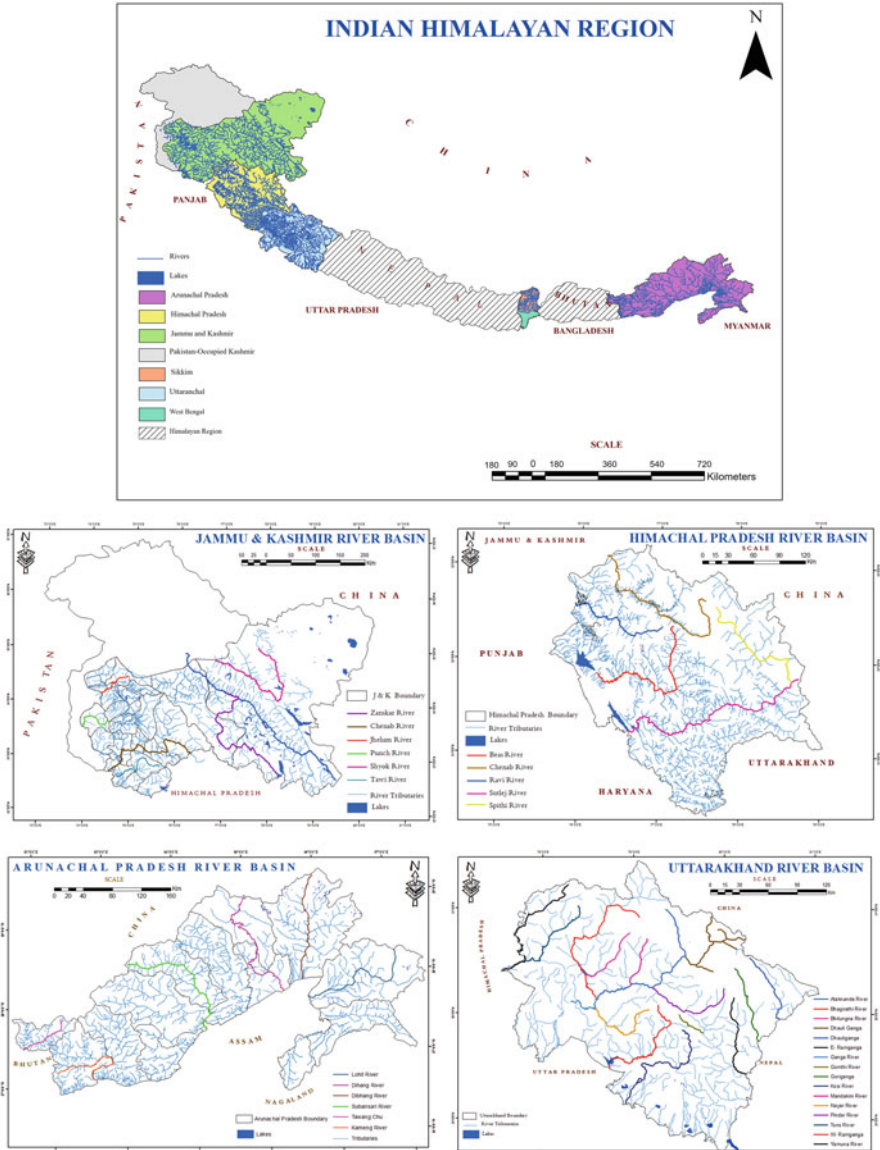 INDIAN HIMALAYAN REGION
N
CHINA
PAKISTAN
PANJAB
NEPAL
BHUTAN
UTTAR PRADESH
BANGLADESH
MYANMAR
Rivers
Lakes
Arunachal Pradesh
Himachal Pradesh
Jammu and Kashmir
Pakistan-Occupied Kashmir
Sikkim
Uttaranchal
West Bengal
Himalayan Region
SCALE
180 90 0 180 360 540 720
Kilometers
JAMMU & KASHMIR RIVER BASIN
SCALE
N
CHINA
PAKISTAN
HIMACHAL PRADESH
J & K Boundary
Zanskar River
Chenab River
Jhelum River
Punch River
Shyok River
Tawi River
River Tributaries
Lakes
HIMACHAL PRADESH RIVER BASIN
SCALE
0 15 30 60 90 120
Km
N
JAMMU & KASHMIR
CHINA
PUNJAB
UTTARAKHAND
HARYANA
Himachal Pradesh Boundary
River Tributaries
Lakes
Beas River
Chenab River
Ravi River
Sutlej River
Spithi River
ARUNACHAL PRADESH RIVER BASIN
SCALE
0 20 40 80 120 160
Km
N
CHINA
BHUTAN
ASSAM
NAGALAND
Arunachal Pradesh Boundary
Lakes
Lohit River
Dihang River
Dibhang River
Subansari River
Tawang Chu
Kameng River
Tributaries
UTTARAKHAND RIVER BASIN
SCALE
0 15 30 60 90 120
Km
N
CHINA
HIMACHAL PRADESH
NEPAL
UTTAR PRADESH
Uttarakhand Boundary
River Tributaries
Lake
Alaknanda River
Bhagirathi River
Bhilangna River
Dhauli Ganga
Dhauliganga
E- Ramganga
Ganga River
Gomthi River
Goriganga
Kosi River
Mandakini River
Nayar River
Pindar River
Tons River
W- Ramganga
Yamuna River